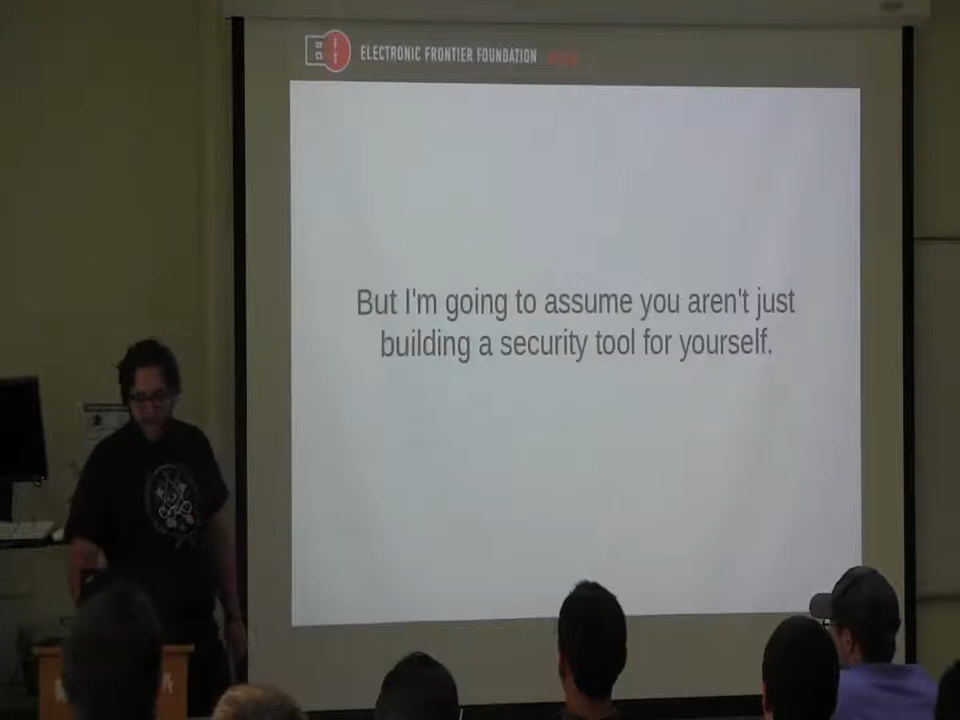 ELECTRONIC FRONTIER FOUNDATION
But I'm going to assume you aren't just
building a security tool for yourself.